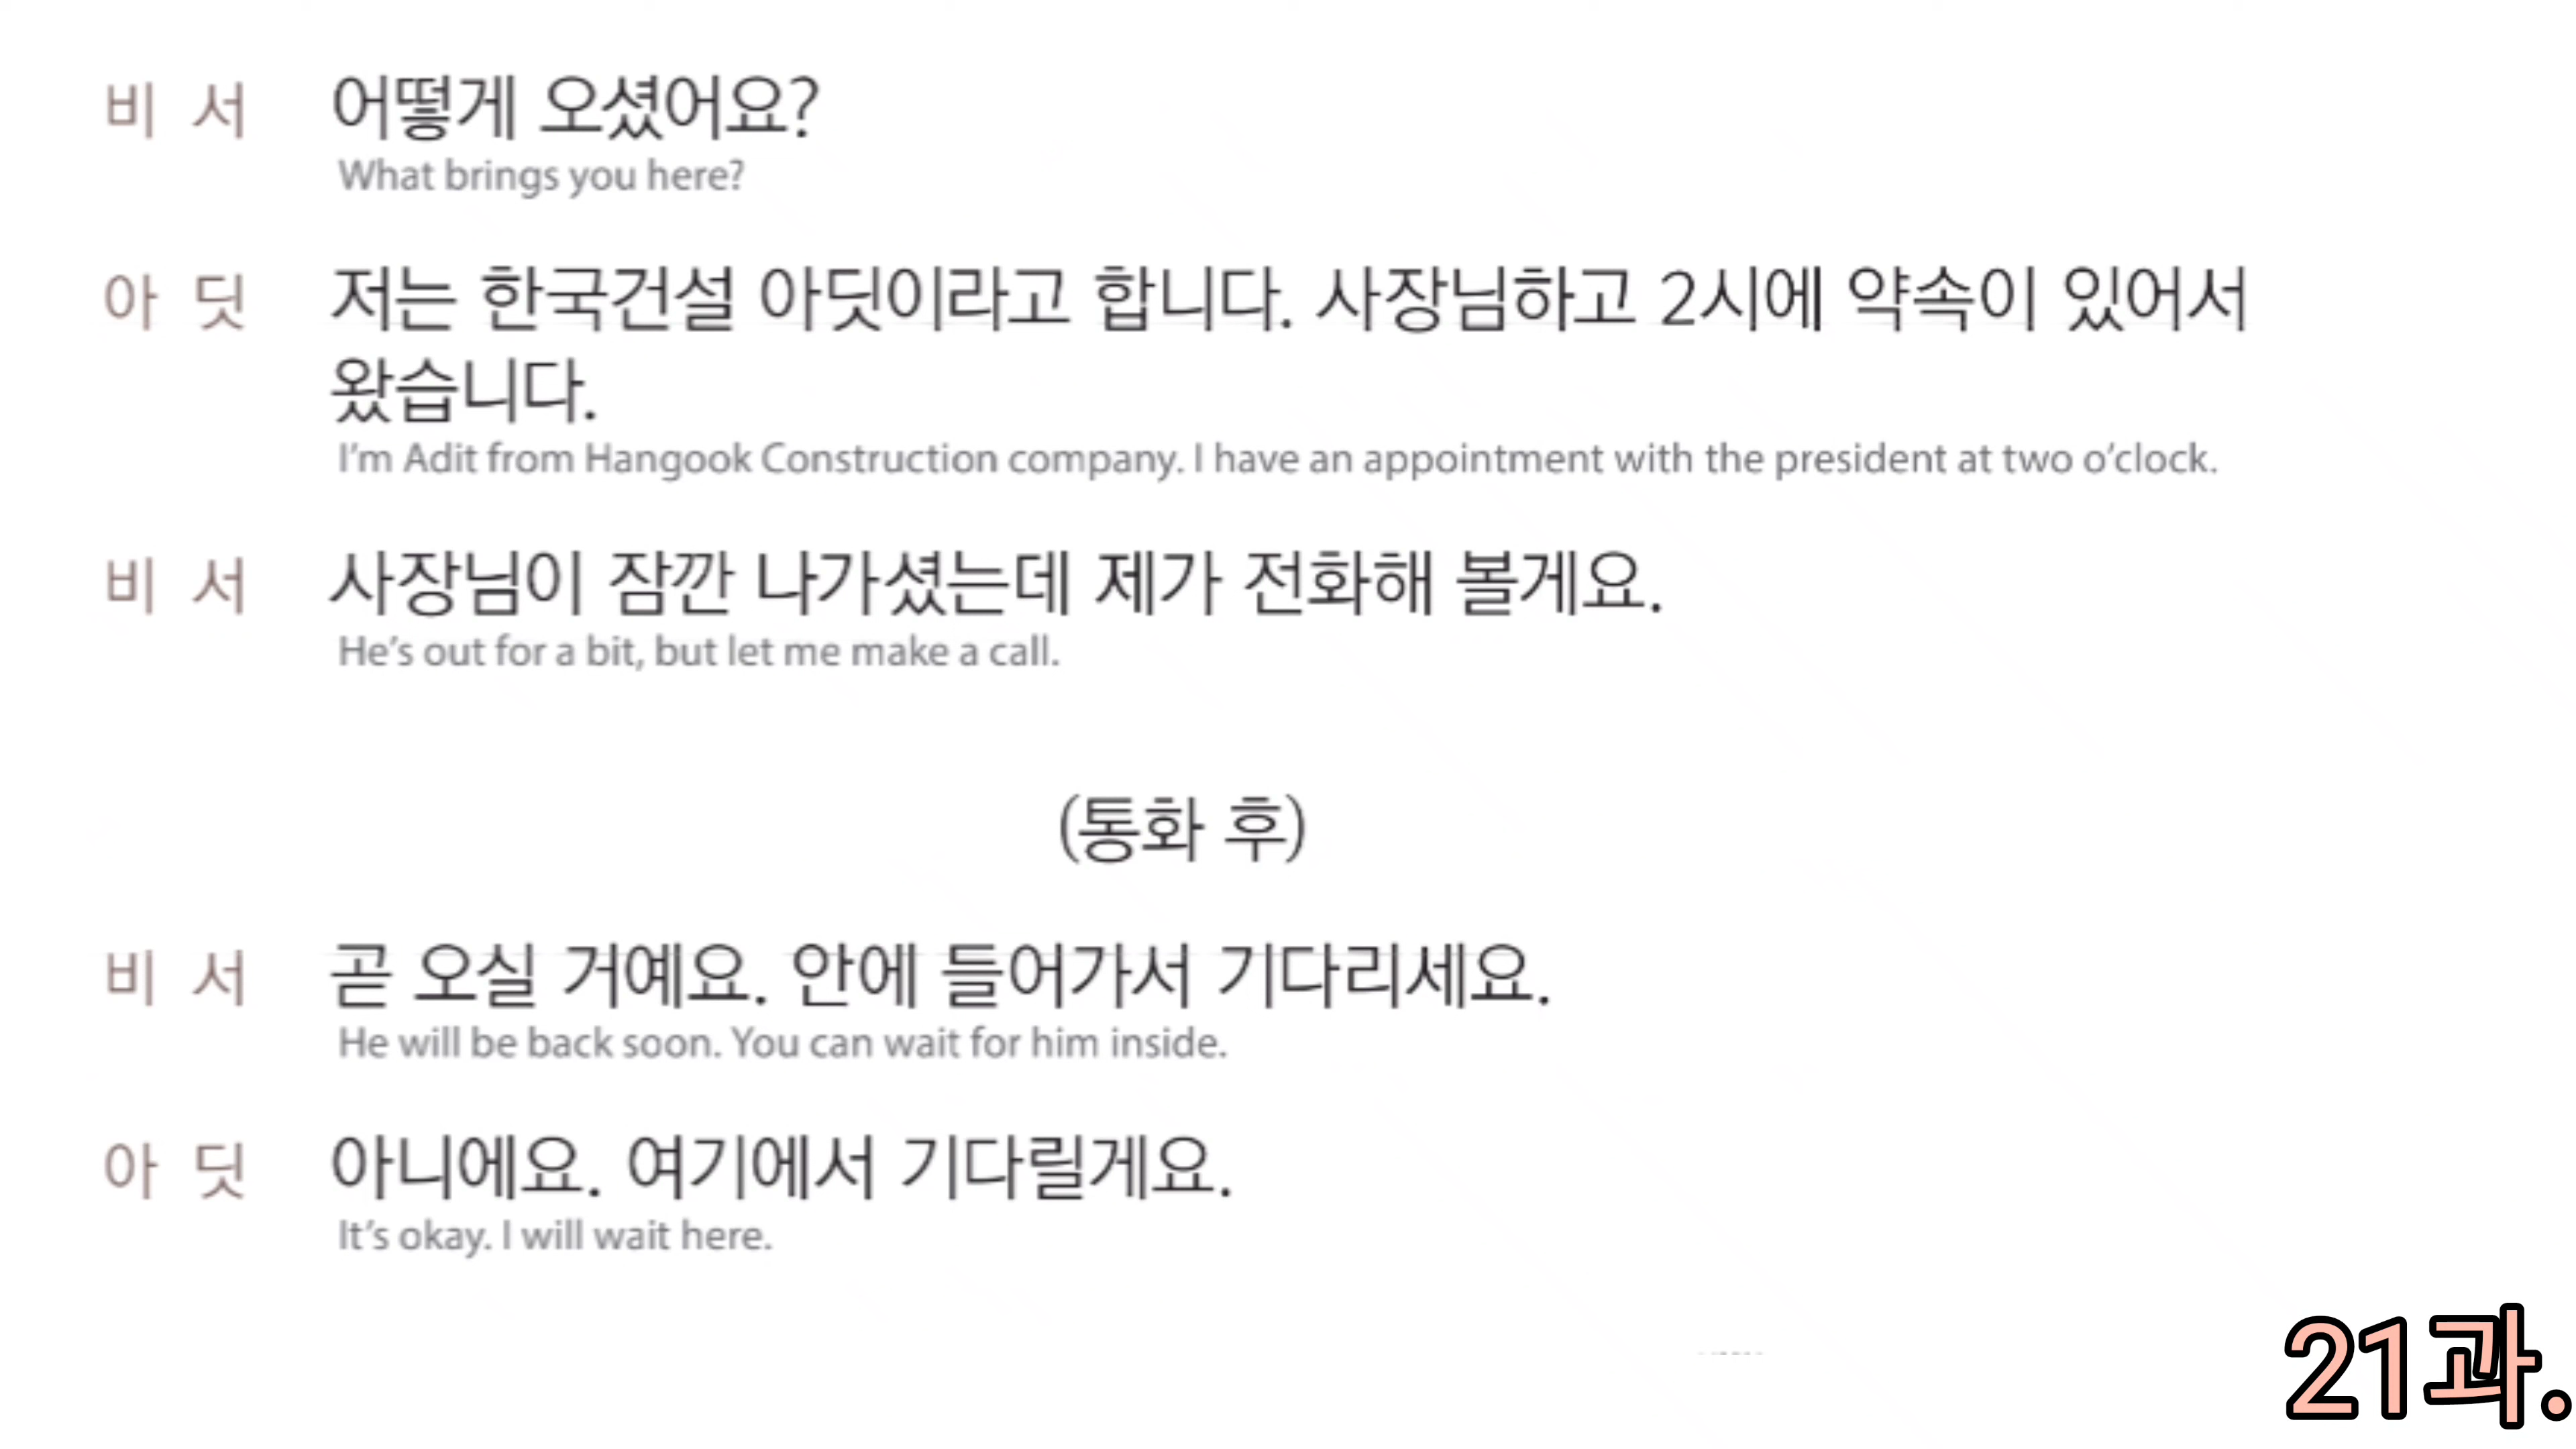 비 서 어떻게 오셨어요?
What brings you here?
아 딧 저는 한국건설 아딧이라고 합니다. 사장님하고 2시에 약속이 있어서
왔습니다.
I'm Adit from Hangook Construction company. I have an appointment with the president at two o'clock.
비 서 사장님이 잠깐 나가셨는데 제가 전화해 볼게요.
He's out for a bit, but let me make a call.
(통화 후)
비 서 곧 오실 거예요. 안에 들어가서 기다리세요.
He will be back soon. You can wait for him inside.
아 딧 아니에요. 여기에서 기다릴게요.
It's okay. I will wait here.
21과.